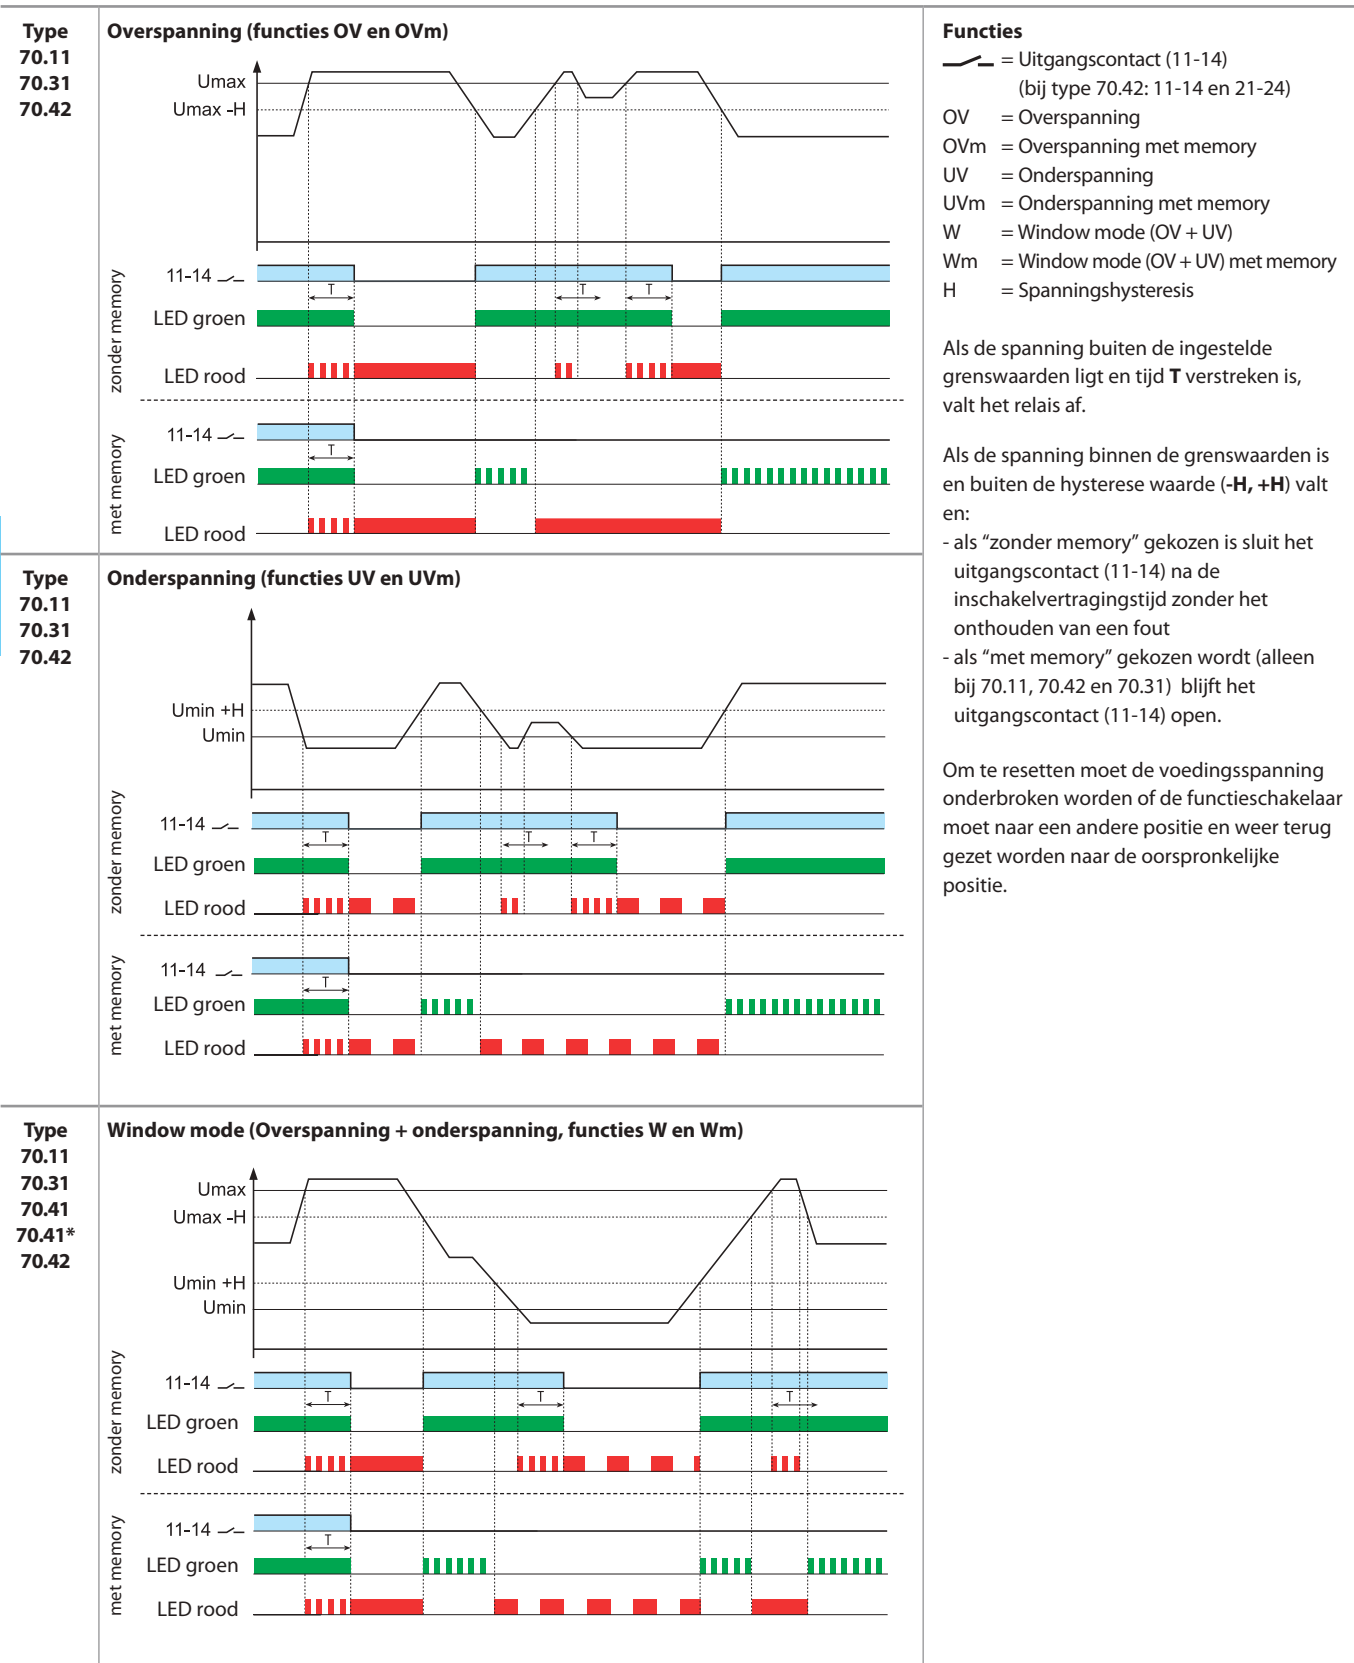 Type
70.11
70.31
70.42
Overspanning (functies OV en OVm)
Umax
Umax -H
zonder memory
11-14
T
T
T
LED groen
LED rood
met memory
11-14
T
LED groen
LED rood
Type
70.11
70.31
70.42
Onderspanning (functies UV en UVm)
Umin +H
Umin
zonder memory
11-14
T
T
T
LED groen
LED rood
met memory
11-14
T
LED groen
LED rood
Type
70.11
70.31
70.41
70.41*
70.42
Window mode (Overspanning + onderspanning, functies W en Wm)
Umax
Umax -H
Umin +H
Umin
zonder memory
11-14
T
T
T
LED groen
LED rood
met memory
11-14
T
LED groen
LED rood
Functies
= Uitgangscontact (11-14)
(bij type 70.42: 11-14 en 21-24)
OV = Overspanning
OVm = Overspanning met memory
UV = Onderspanning
UVm = Onderspanning met memory
W = Window mode (OV + UV)
Wm = Window mode (OV + UV) met memory
H = Spanningshysteresis
Als de spanning buiten de ingestelde
grenswaarden ligt en tijd T verstreken is,
valt het relais af.
Als de spanning binnen de grenswaarden is
en buiten de hysterese waarde (-H, +H) valt
en:
- als “zonder memory” gekozen is sluit het
uitgangscontact (11-14) na de
inschakelvertragingstijd zonder het
onthouden van een fout
- als “met memory” gekozen wordt (alleen
bij 70.11, 70.42 en 70.31) blijft het
uitgangscontact (11-14) open.
Om te resetten moet de voedingsspanning
onderbroken worden of de functieschakelaar
moet naar een andere positie en weer terug
gezet worden naar de oorspronkelijke
positie.